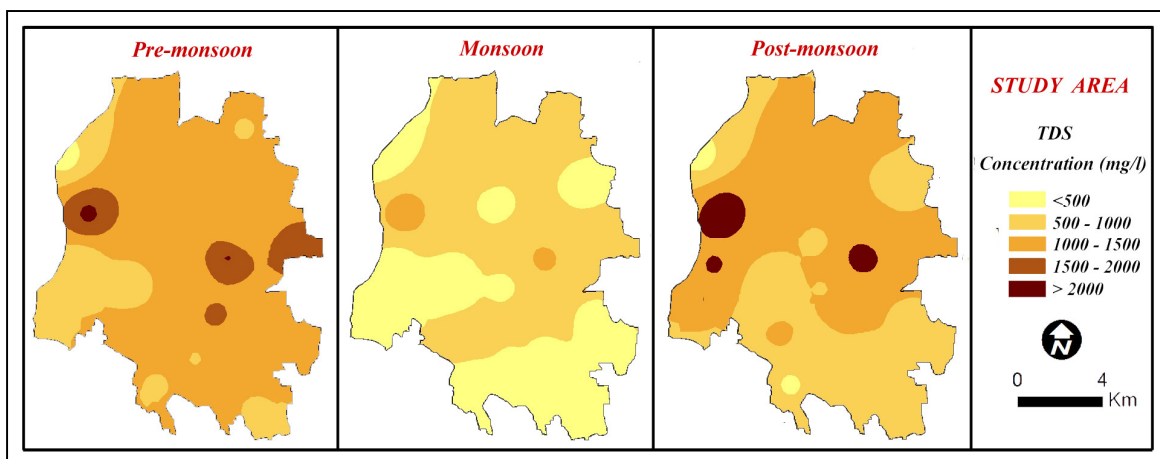 Pre-monsoon
Monsoon
Post-monsoon
STUDY AREA
TDS
Concentration (mg/l)
<500
500 - 1000
1000 - 1500
1500 - 2000
> 2000
N
0 4
Km